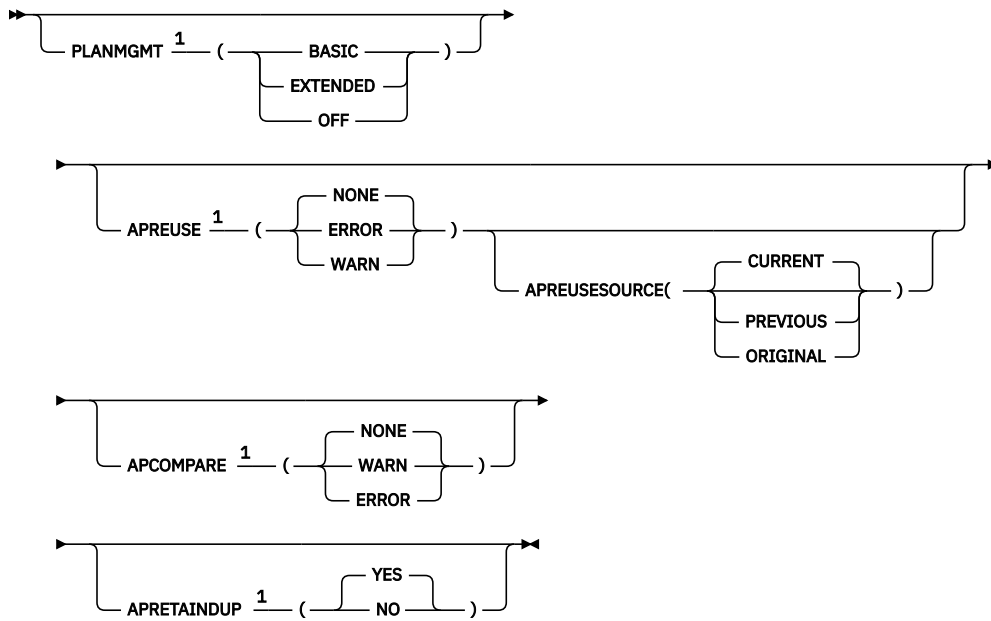 PLANMGMT 1 ( BASIC )
EXTENDED
OFF
NONE
APREUSE 1 ( ERROR )
WARN
CURRENT
APREUSESOURCE( )
PREVIOUS
ORIGINAL
NONE
APCOMPARE 1 ( WARN )
ERROR
YES
APRETAINDUP 1 ( NO )